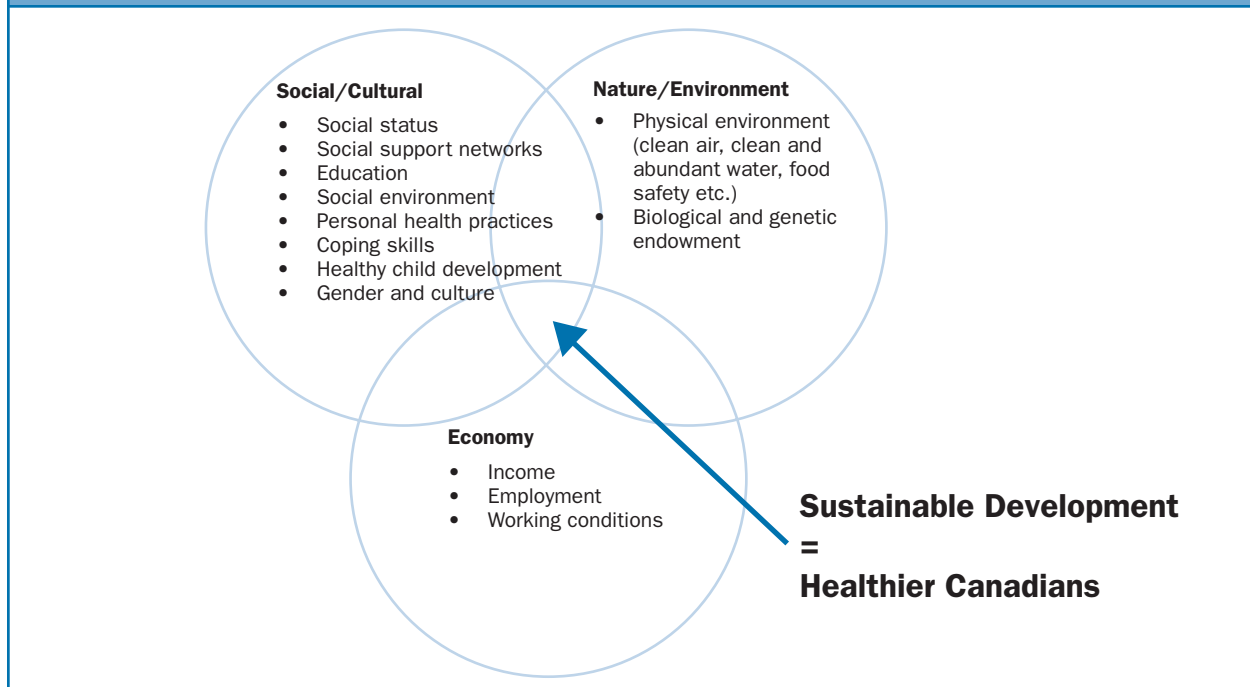 Social/Cultural
• Social status
• Social support networks
• Education
• Social environment
• Personal health practices
• Coping skills
• Healthy child development
• Gender and culture
Nature/Environment
• Physical environment
(clean air, clean and
abundant water, food
safety etc.)
• Biological and genetic
endowment
Economy
• Income
• Employment
• Working conditions
Sustainable Development
=
Healthier Canadians